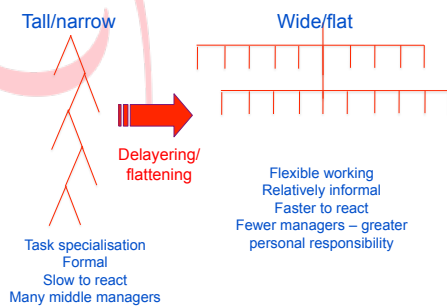 Tall/narrow
Wide/flat
Delayering/
flattening
Task specialisation
Formal
Slow to react
Many middle managers
Flexible working
Relatively informal
Faster to react
Fewer managers – greater
personal responsibility